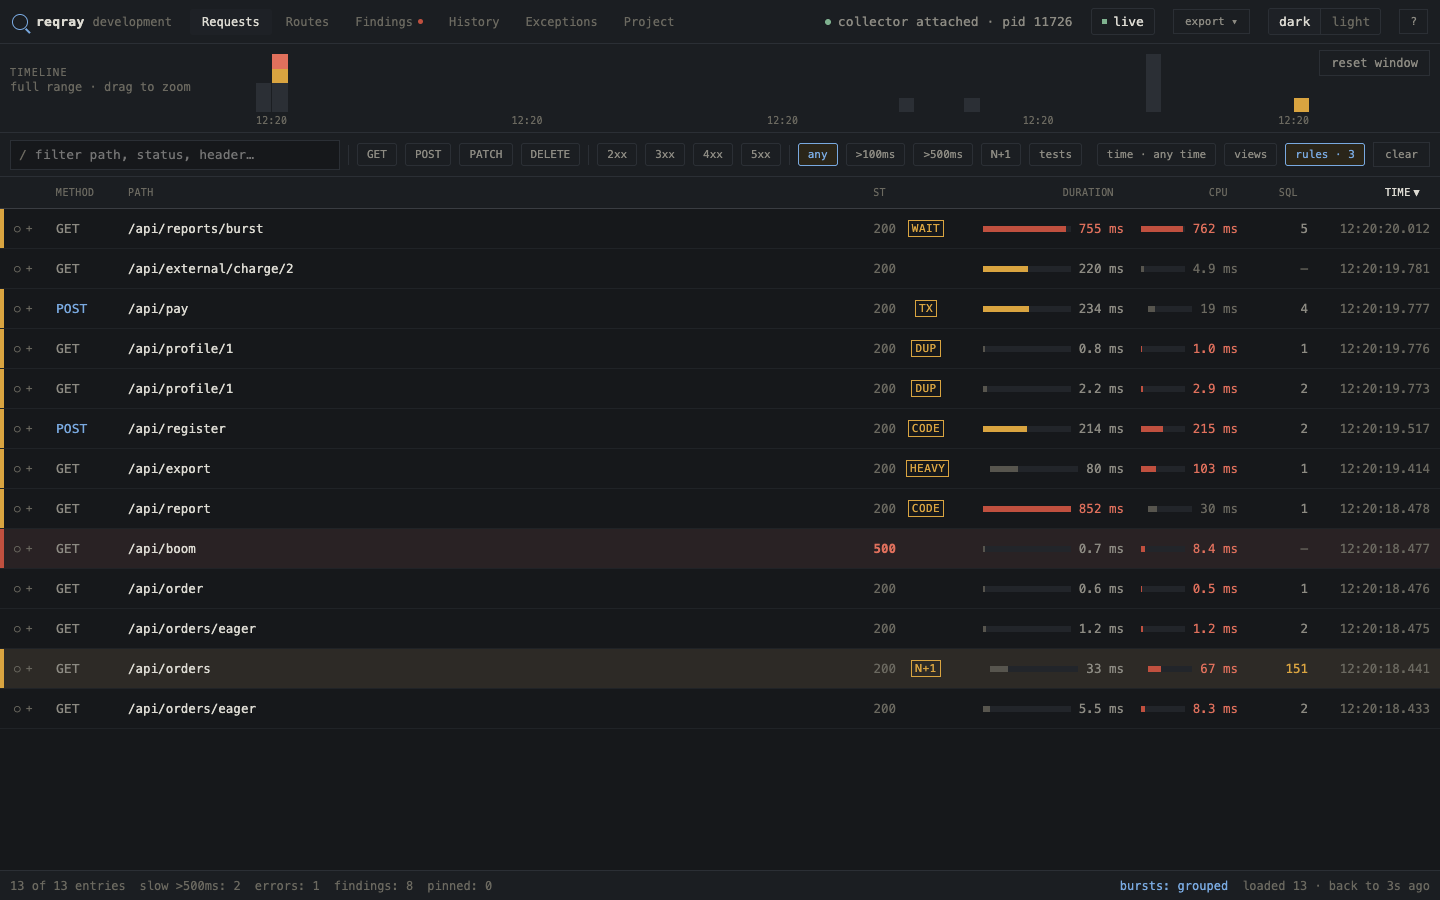 reqray development Requests Routes Findings History Exceptions Project collector attached · pid 11726 live export ▾ dark light ?
TIMELINE
full range · drag to zoom
reset window
12:20 12:20 12:20 12:20 12:20
/ filter path, status, header… GET POST PATCH DELETE 2xx 3xx 4xx 5xx any >100ms >500ms N+1 tests time · any time views rules · 3 clear
METHOD PATH ST DURATION CPU SQL TIME▼
+ GET /api/reports/burst 200 WAIT 755 ms 762 ms 5 12:20:20.012
+ GET /api/external/charge/2 200 220 ms 4.9 ms — 12:20:19.781
+ POST /api/pay 200 TX 234 ms 19 ms 4 12:20:19.777
+ GET /api/profile/1 200 DUP 0.8 ms 1.0 ms 1 12:20:19.776
+ GET /api/profile/1 200 DUP 2.2 ms 2.9 ms 2 12:20:19.773
+ POST /api/register 200 CODE 214 ms 215 ms 2 12:20:19.517
+ GET /api/export 200 HEAVY 80 ms 103 ms 1 12:20:19.414
+ GET /api/report 200 CODE 852 ms 30 ms 1 12:20:18.478
+ GET /api/boom 500 0.7 ms 8.4 ms — 12:20:18.477
+ GET /api/order 200 0.6 ms 0.5 ms 1 12:20:18.476
+ GET /api/orders/eager 200 1.2 ms 1.2 ms 2 12:20:18.475
+ GET /api/orders 200 N+1 33 ms 67 ms 151 12:20:18.441
+ GET /api/orders/eager 200 5.5 ms 8.3 ms 2 12:20:18.433
13 of 13 entries slow >500ms: 2 errors: 1 findings: 8 pinned: 0 bursts: grouped loaded 13 · back to 3s ago